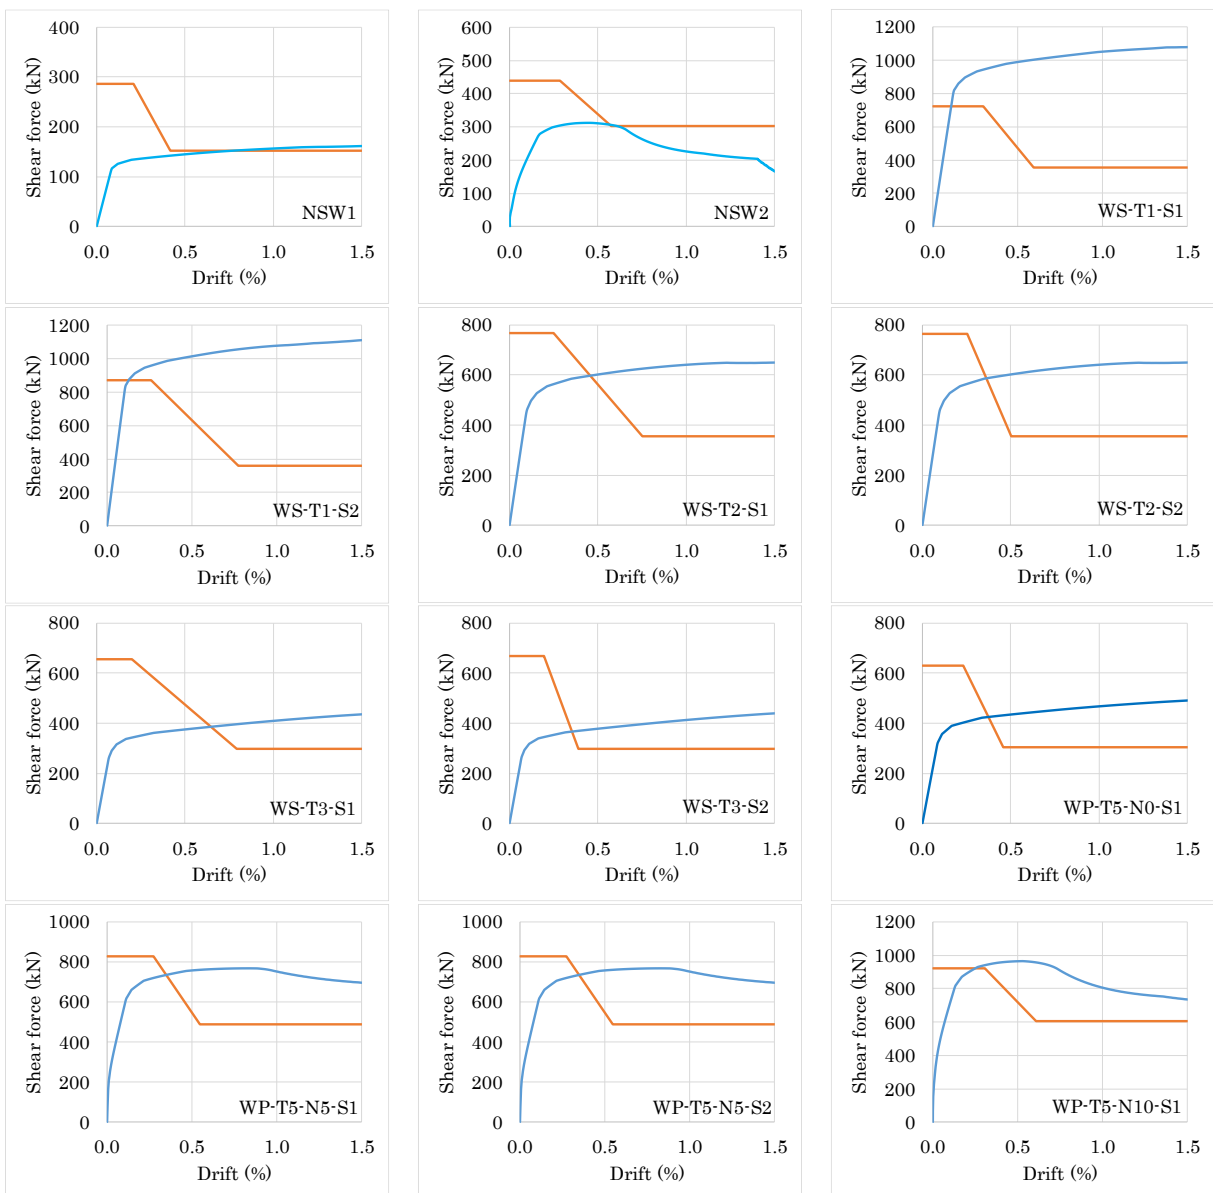 400
300
200
100
0
Shear force (kN)
NSW1
0.0 0.5 1.0 1.5
Drift (%)
600
500
400
300
200
100
0
Shear force (kN)
NSW2
0.0 0.5 1.0 1.5
Drift (%)
1200
1000
800
600
400
200
0
Shear force (kN)
WS-T1-S1
0.0 0.5 1.0 1.5
Drift (%)
1200
1000
800
600
400
200
0
Shear force (kN)
WS-T1-S2
0.0 0.5 1.0 1.5
Drift (%)
800
600
400
200
0
Shear force (kN)
WS-T2-S1
0.0 0.5 1.0 1.5
Drift (%)
800
600
400
200
0
Shear force (kN)
WS-T2-S2
0.0 0.5 1.0 1.5
Drift (%)
800
600
400
200
0
Shear force (kN)
WS-T3-S1
0.0 0.5 1.0 1.5
Drift (%)
800
600
400
200
0
Shear force (kN)
WS-T3-S2
0.0 0.5 1.0 1.5
Drift (%)
800
600
400
200
0
Shear force (kN)
WP-T5-N0-S1
0.0 0.5 1.0 1.5
Drift (%)
1000
800
600
400
200
0
Shear force (kN)
WP-T5-N5-S1
0.0 0.5 1.0 1.5
Drift (%)
1000
800
600
400
200
0
Shear force (kN)
WP-T5-N5-S2
0.0 0.5 1.0 1.5
Drift (%)
1200
1000
800
600
400
200
0
Shear force (kN)
WP-T5-N10-S1
0.0 0.5 1.0 1.5
Drift (%)